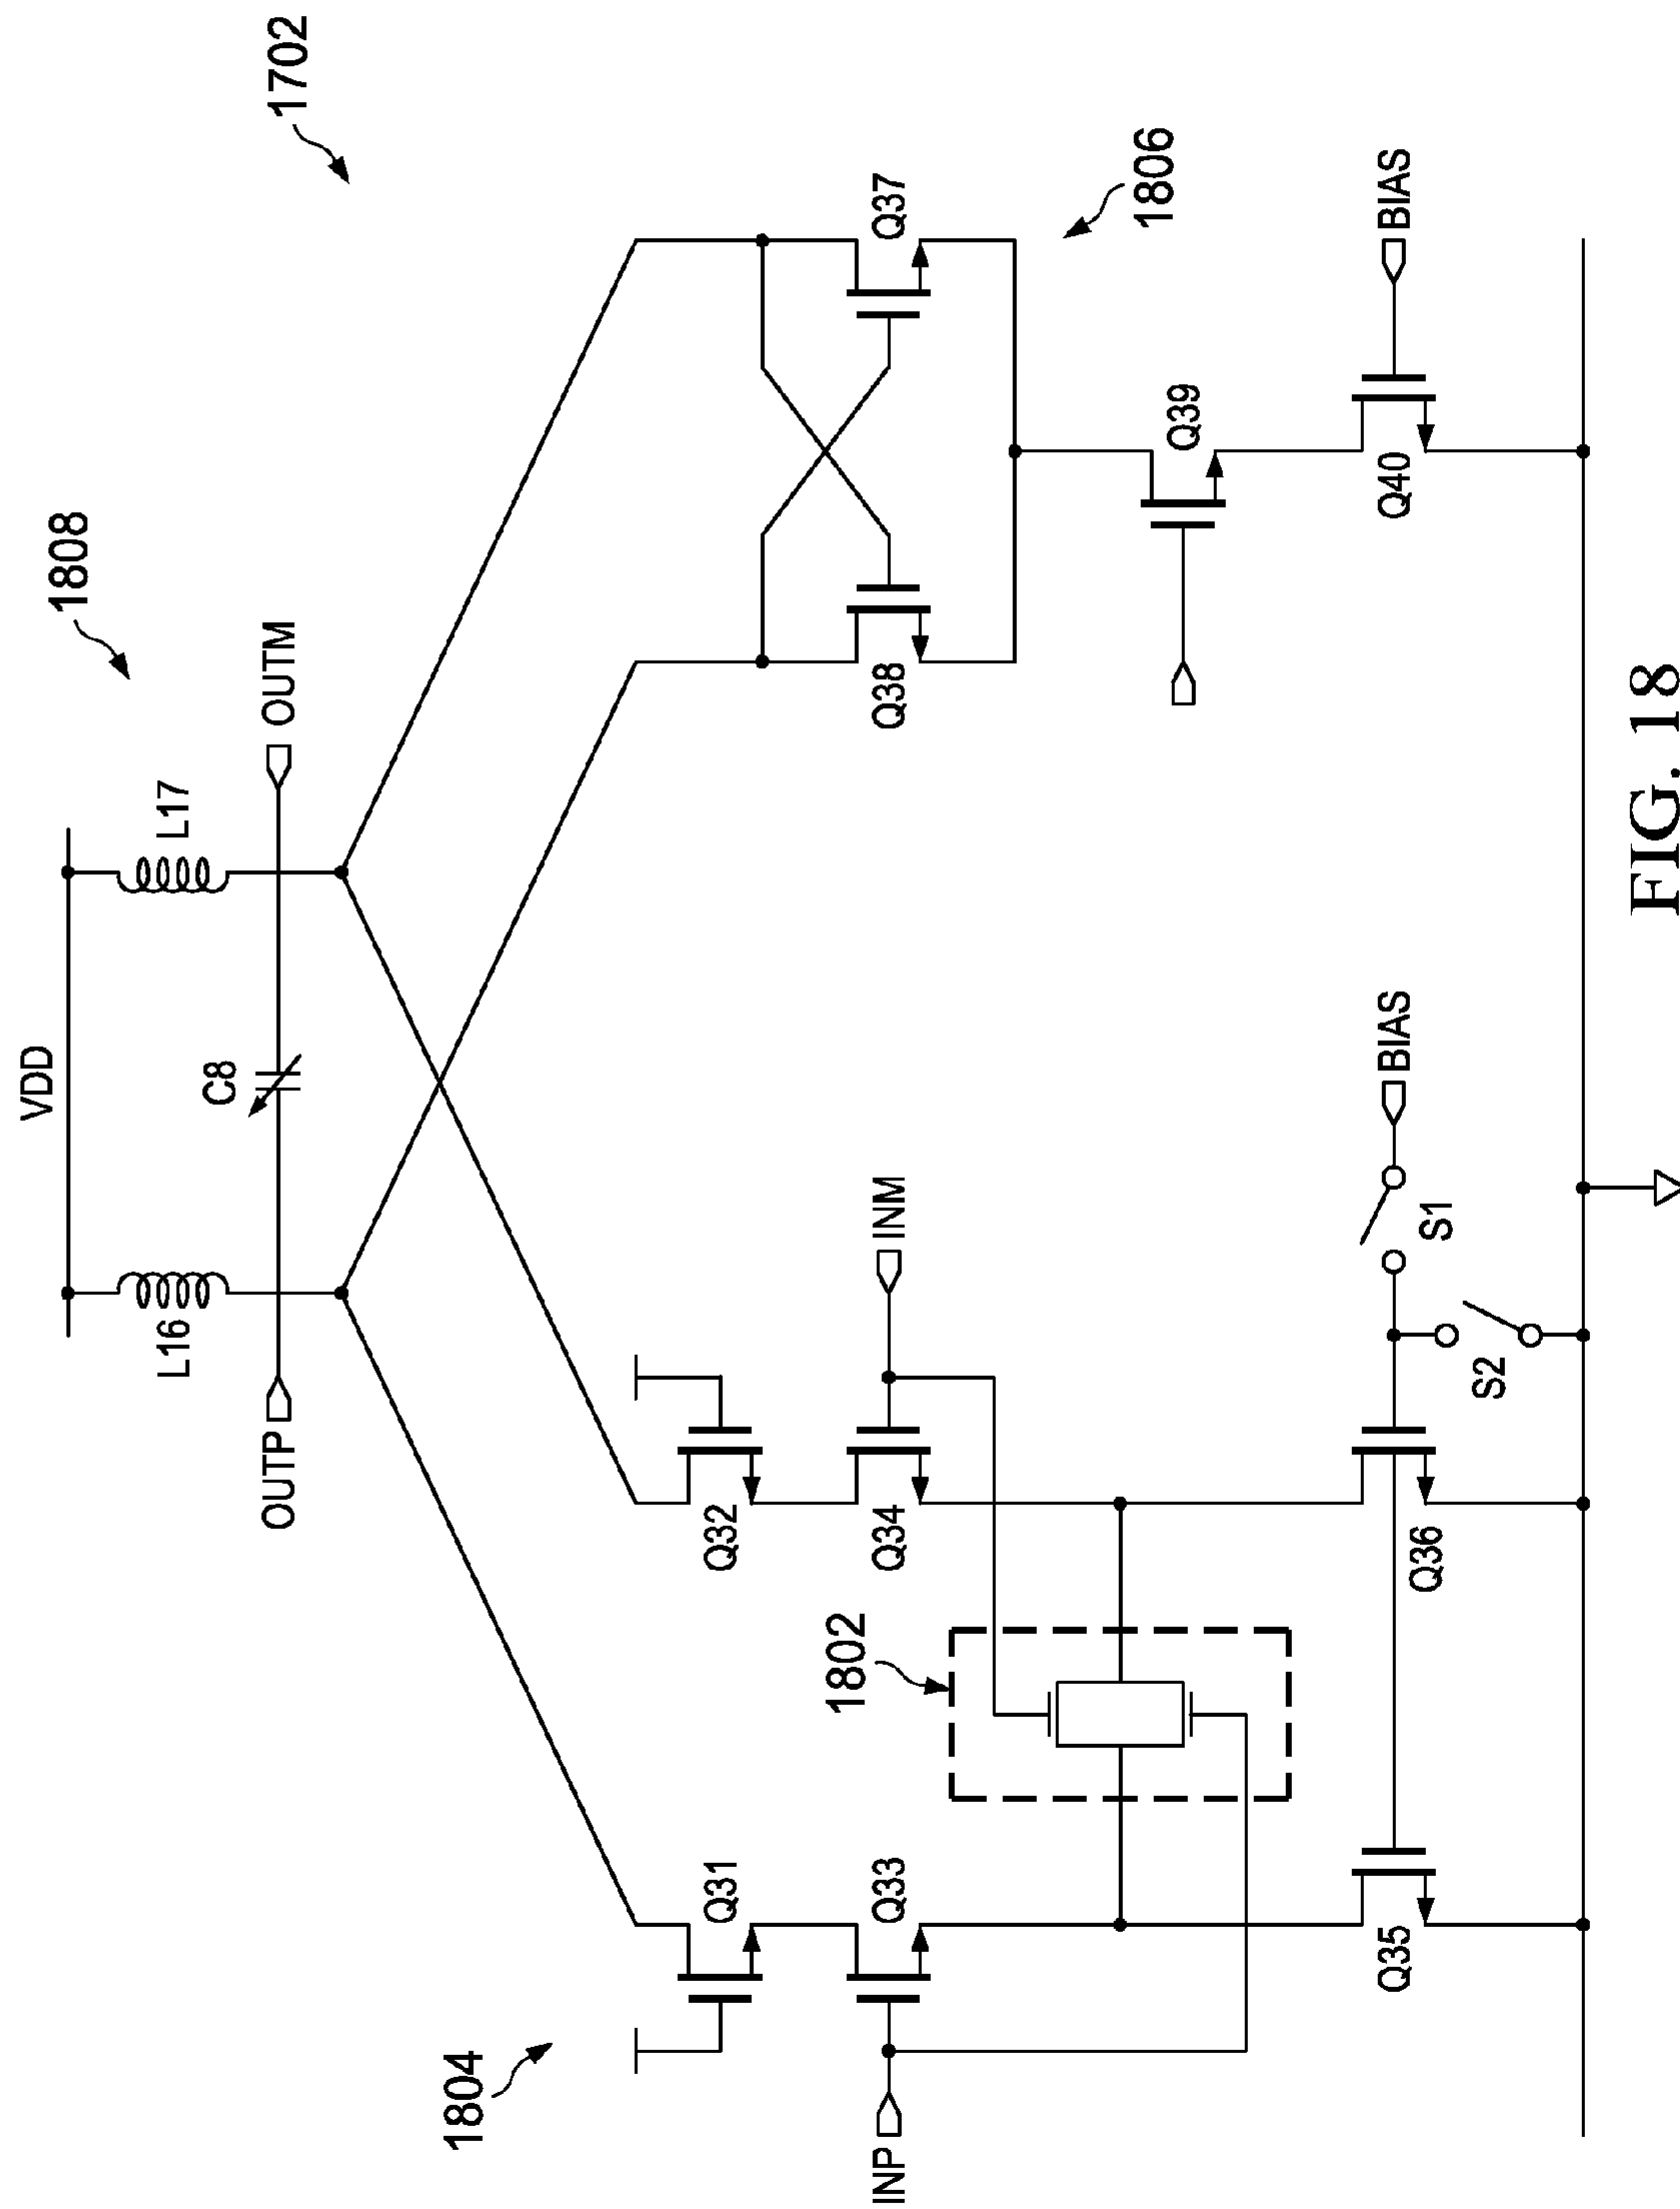 1702
1808
VDD
L16
L17
C8
OUTP
OUTM
1804
Q31
Q32
INP
Q33
Q34
INM
1802
Q38
Q37
1806
Q39
Q35
Q36
S1
S2
BIAS
Q40
BIAS
FIG. 18